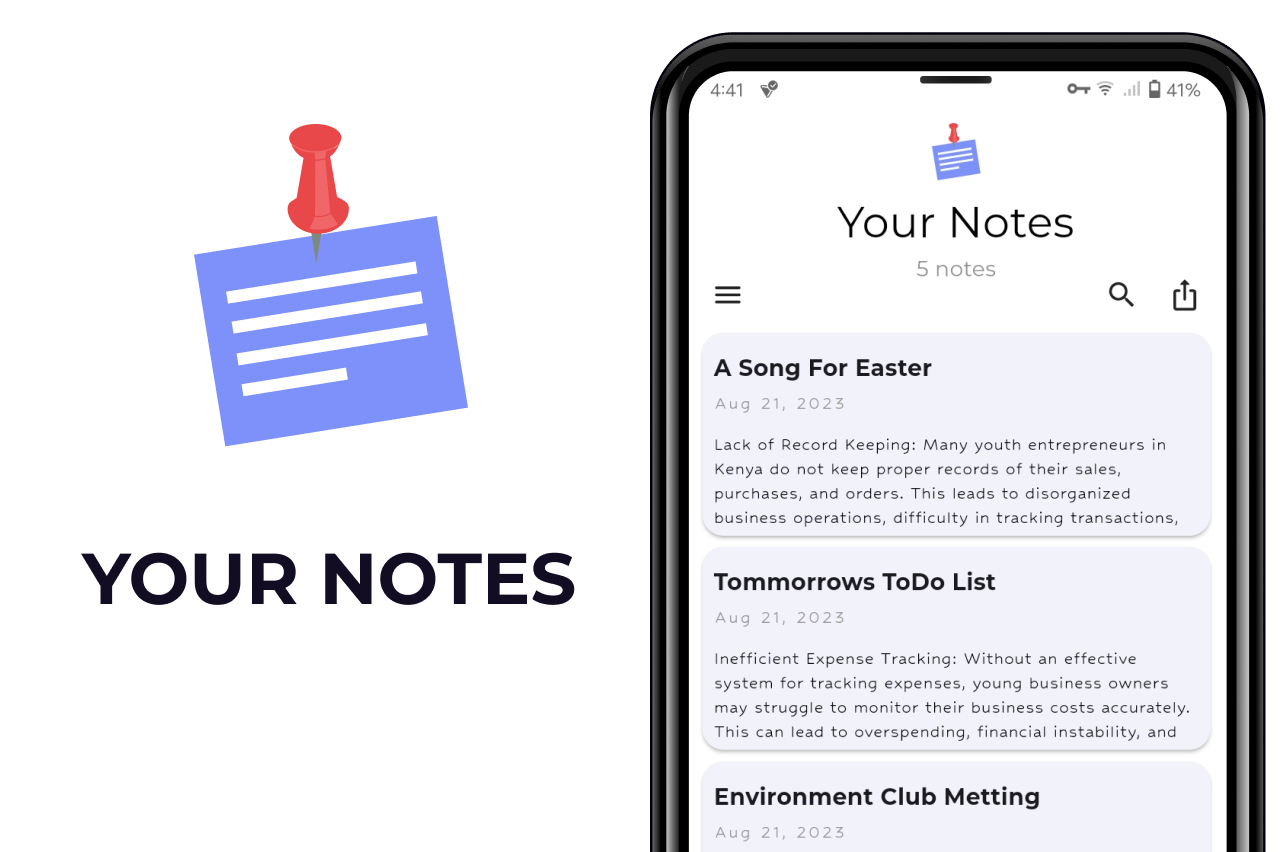 YOUR NOTES
4:41
41%
Your Notes
5 notes
A Song For Easter
Aug 21, 2023
Lack of Record Keeping: Many youth entrepreneurs in
Kenya do not keep proper records of their sales,
purchases, and orders. This leads to disorganized
business operations, difficulty in tracking transactions,
Tommorrows ToDo List
Aug 21, 2023
Inefficient Expense Tracking: Without an effective
system for tracking expenses, young business owners
may struggle to monitor their business costs accurately.
This can lead to overspending, financial instability, and
Environment Club Metting
Aug 21, 2023